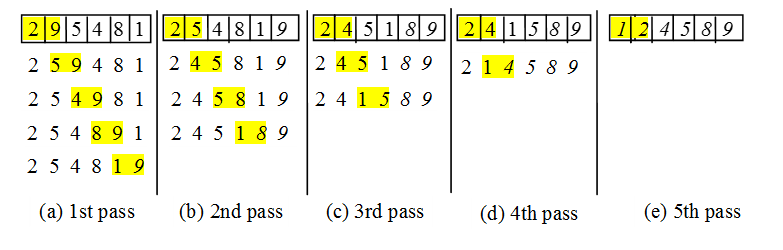 2 9 5 4 8 1
2 5 9 4 8 1
2 5 4 9 8 1
2 5 4 8 9 1
2 5 4 8 1 9
(a) 1st pass
2 5 4 8 1 9
2 4 5 8 1 9
2 4 5 8 1 9
2 4 5 1 8 9
(b) 2nd pass
2 4 5 1 8 9
2 4 5 1 8 9
2 4 1 5 8 9
(c) 3rd pass
2 4 1 5 8 9
2 1 4 5 8 9
(d) 4th pass
1 2 4 5 8 9
(e) 5th pass